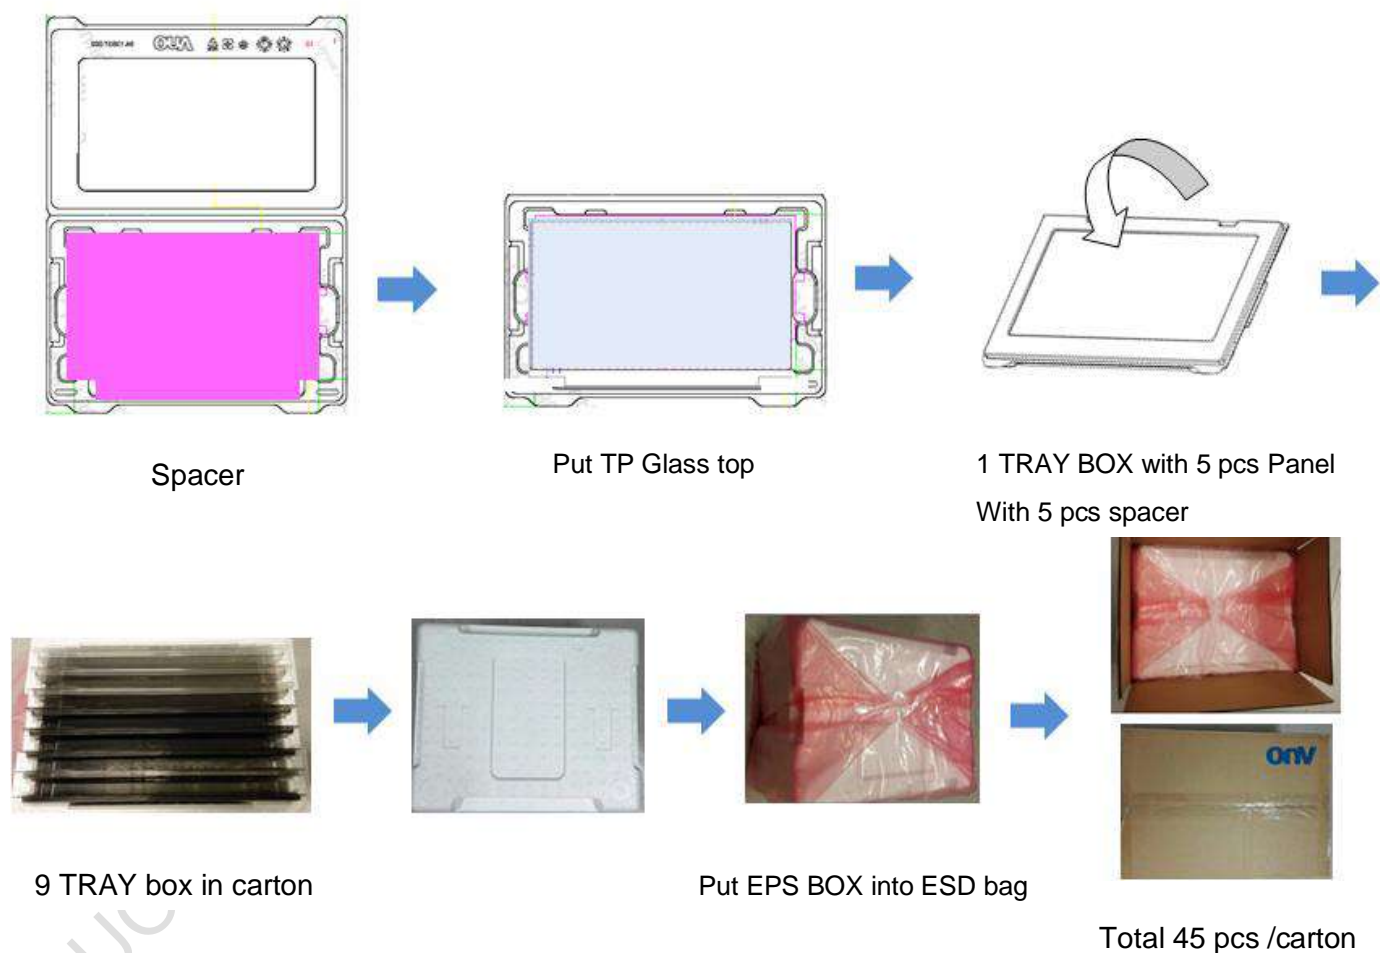 Spacer
Put TP Glass top
1 TRAY BOX with 5 pcs Panel
With 5 pcs spacer
9 TRAY box in carton
Put EPS BOX into ESD bag
Total 45 pcs /carton